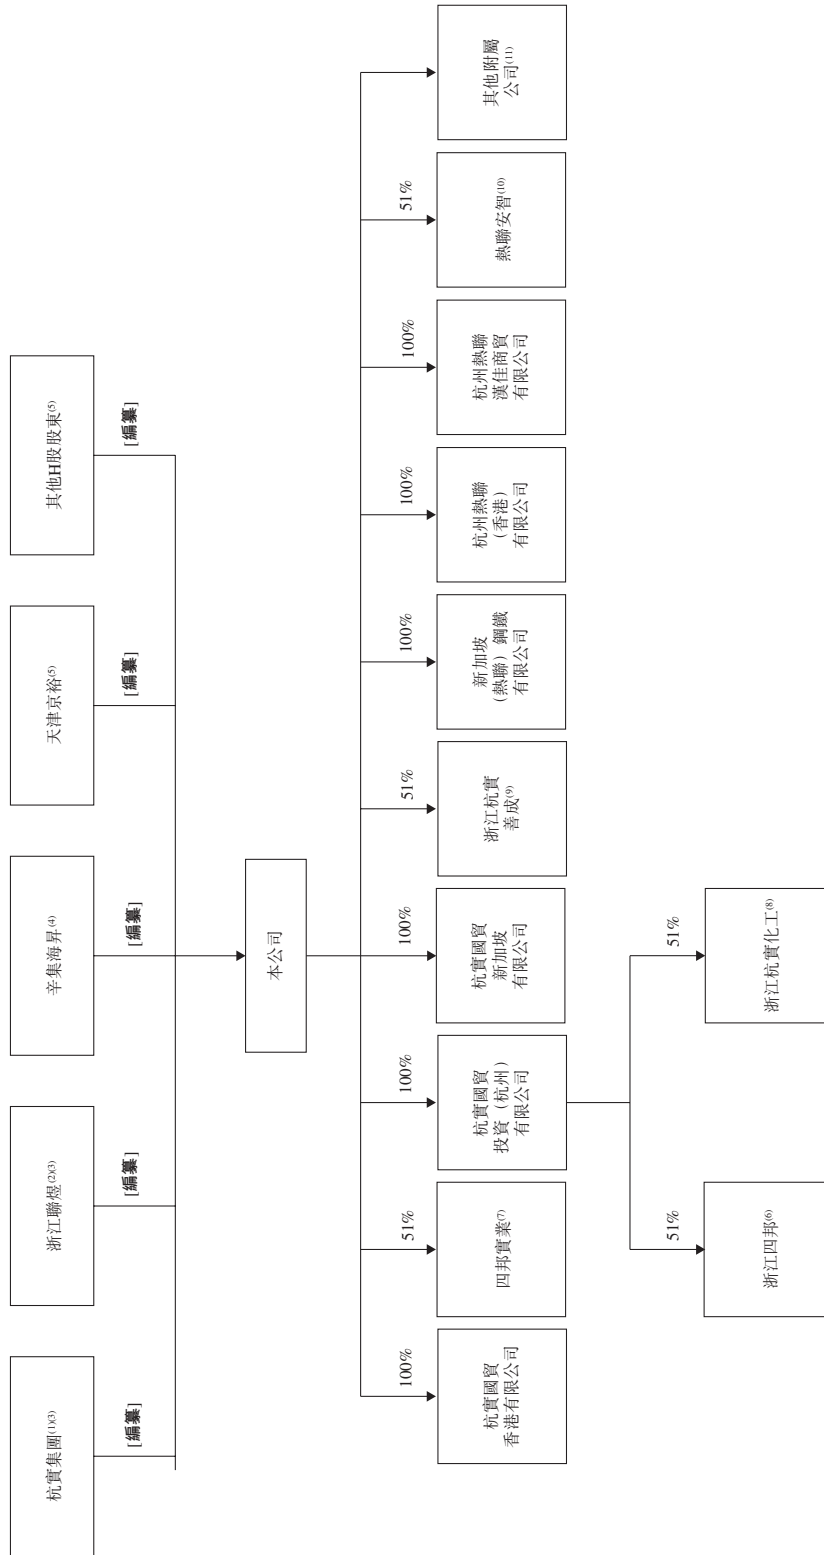 杭實集團(1)(3)
浙江聯煜(2)(3)
辛集海昇(4)
天津京裕(5)
其他H股股東(5)
[編纂]
[編纂]
[編纂]
[編纂]
[編纂]
本公司
100%
51%
100%
100%
51%
100%
100%
100%
51%
杭實國貿
香港有限公司
四邦實業(7)
杭實國貿
投資（杭州）
有限公司
杭實國貿
新加坡
有限公司
浙江杭實
善成(9)
新加坡
（熱聯）鋼鐵
有限公司
杭州熱聯
（香港）
有限公司
杭州熱聯
漢佳商貿
有限公司
熱聯安智(10)
其他附屬
公司(11)
51%
51%
浙江四邦(6)
浙江杭實化工(8)